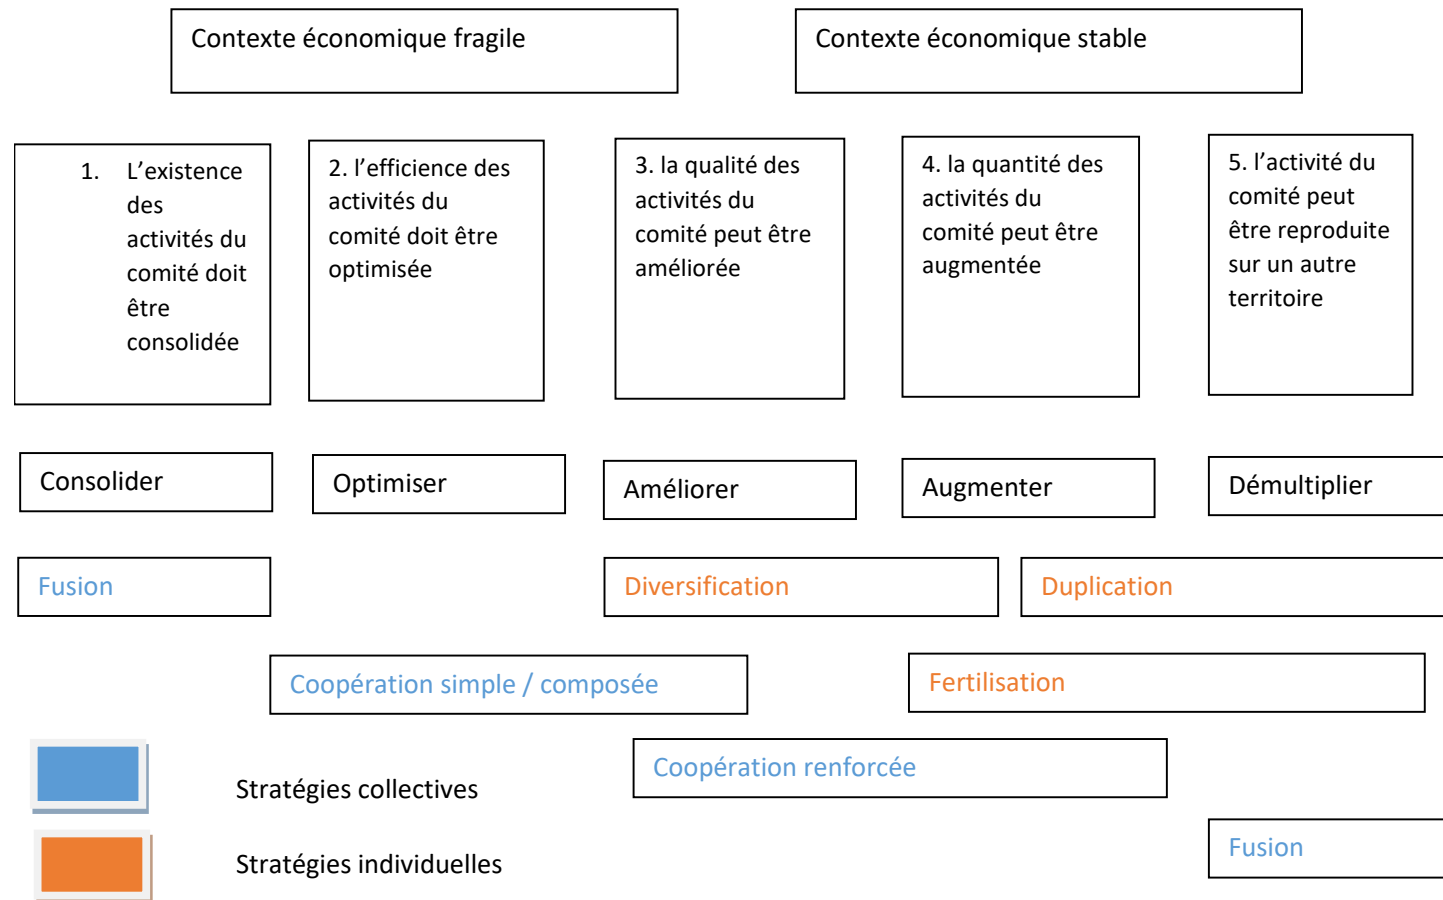 Contexte économique fragile
Contexte économique stable
1. L’existence
des
activités du
comité doit
être
consolidée
2. l’efficience des
activités du
comité doit être
optimisée
3. la qualité des
activités du
comité peut être
améliorée
4. la quantité des
activités du
comité peut être
augmentée
5. l’activité du
comité peut
être reproduite
sur un autre
territoire
Consolider
Optimiser
Améliorer
Augmenter
Démultiplier
Fusion
Diversification
Duplication
Coopération simple / composée
Fertilisation
Coopération renforcée
Stratégies collectives
Fusion
Stratégies individuelles